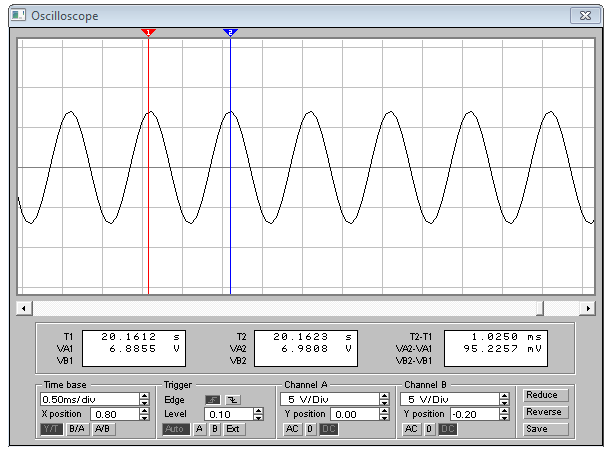 Oscilloscope
1 2
T1 20.1612 s T2 20.1623 s T2-T1 1.0250 ms
VA1 6.8855 V VA2 6.9808 V VA2-VA1 95.2257 mV
VB1 VB2 VB2-VB1
Time base Trigger Channel A Channel B
0.50ms/div Edge 5 V/Div 5 V/Div Reduce
X position 0.80 Level 0.10 Y position 0.00 Y position -0.20 Reverse
Y/T B/A A/B Auto A B Ext AC 0 DC AC 0 DC Save